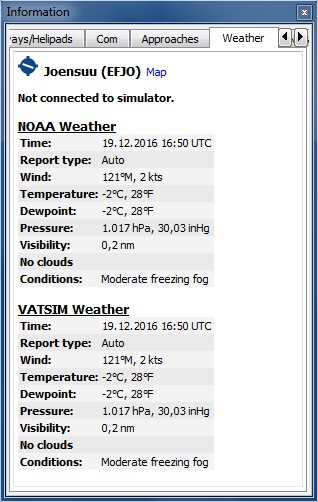 Information
Com
Approaches
Weather
Joensuu (EFJO) Map
Not connected to simulator.
NOAA Weather
Time: 19.12.2016 16:50 UTC
Report type: Auto
Wind: 121°M, 2 kts
Temperature: -2°C, 28°F
Dewpoint: -2°C, 28°F
Pressure: 1.017 hPa, 30,03 inHg
Visibility: 0,2 nm
No clouds
Conditions: Moderate freezing fog
VATSIM Weather
Time: 19.12.2016 16:50 UTC
Report type: Auto
Wind: 121°M, 2 kts
Temperature: -2°C, 28°F
Dewpoint: -2°C, 28°F
Pressure: 1.017 hPa, 30,03 inHg
Visibility: 0,2 nm
No clouds
Conditions: Moderate freezing fog